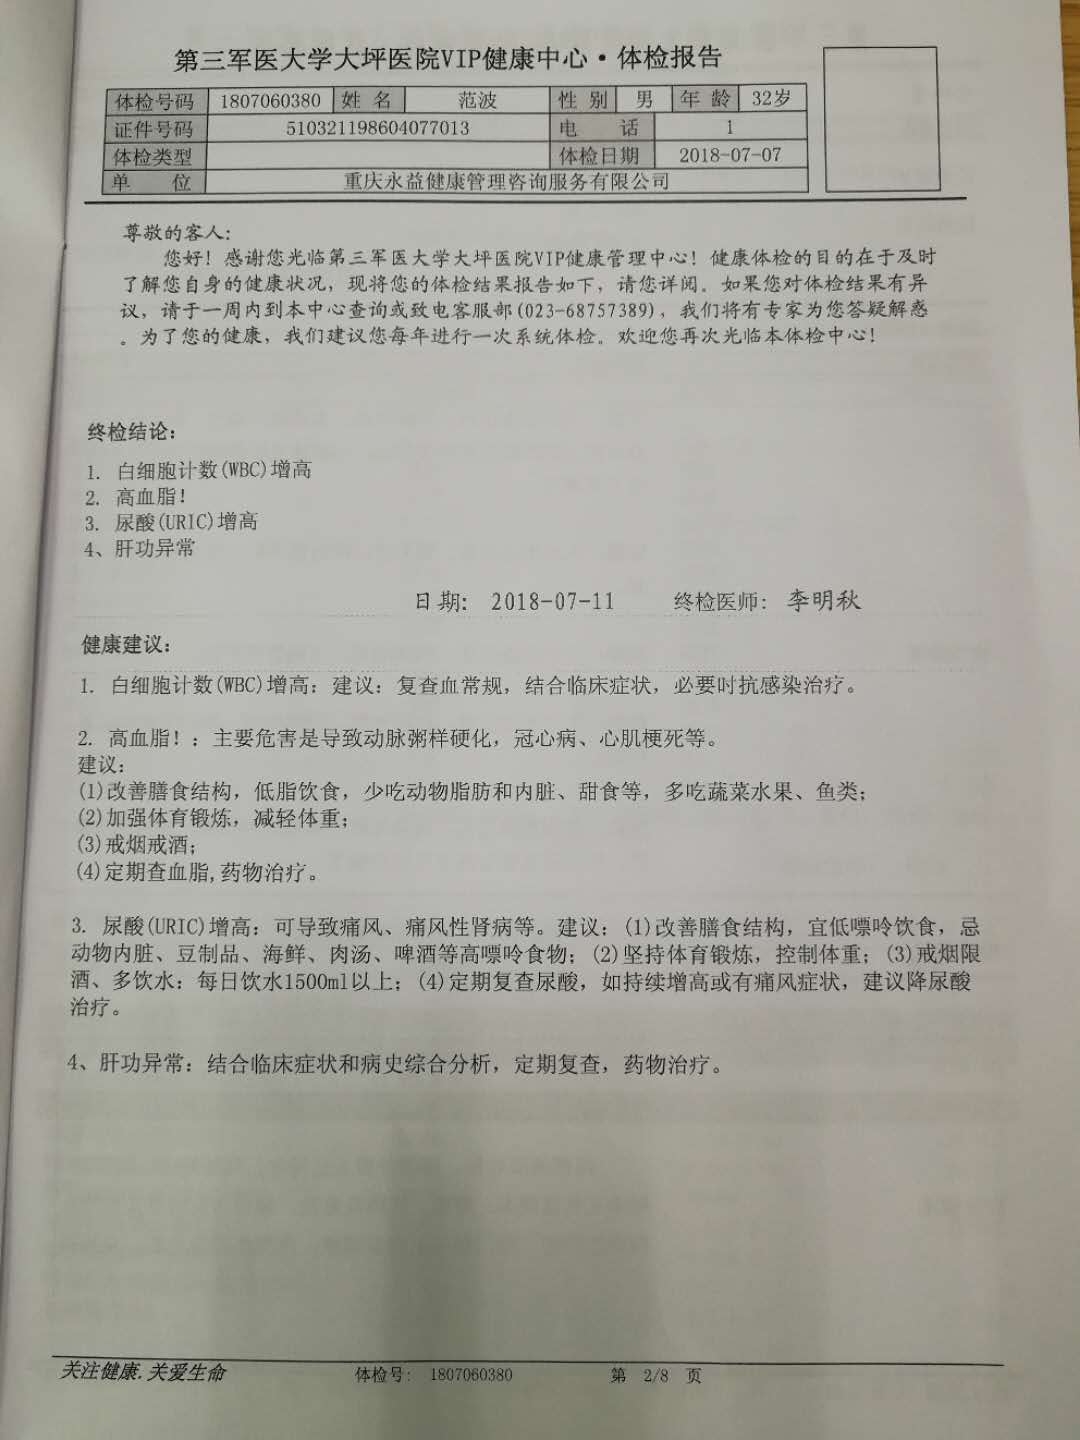 第三军医大学大坪医院VIP健康中心·体检报告
体检号码 1807060380 姓 名 范波 性 别 男 年 龄 32岁
证件号码 510321198604077013 电 话 1
体检类型 体检日期 2018-07-07
单 位 重庆永益健康管理咨询服务有限公司
尊敬的客人:
您好! 感谢您光临第三军医大学大坪医院VIP健康管理中心! 健康体检的目的在于及时
了解您自身的健康状况, 现将您的体检结果报告如下, 请您详阅。如果您对体检结果有异
议, 请于一周内到本中心查询或致电客服部(023-68757389), 我们将有专家为您答疑解惑
。为了您的健康, 我们建议您每年进行一次系统体检。欢迎您再次光临本体检中心!
终检结论:
1. 白细胞计数(WBC)增高
2. 高血脂!
3. 尿酸(URIC)增高
4、肝功异常
日期: 2018-07-11 终检医师: 李明秋
健康建议:
1. 白细胞计数(WBC)增高: 建议: 复查血常规, 结合临床症状, 必要时抗感染治疗。
2. 高血脂! : 主要危害是导致动脉粥样硬化, 冠心病、心肌梗死等。
建议:
(1)改善膳食结构, 低脂饮食, 少吃动物脂肪和内脏、甜食等, 多吃蔬菜水果、鱼类;
(2)加强体育锻炼, 减轻体重;
(3)戒烟戒酒;
(4)定期查血脂,药物治疗。
3. 尿酸(URIC)增高: 可导致痛风、痛风性肾病等。建议: (1)改善膳食结构, 宜低嘌呤饮食, 忌
动物内脏、豆制品、海鲜、肉汤、啤酒等高嘌呤食物; (2)坚持体育锻炼, 控制体重; (3)戒烟限
酒、多饮水: 每日饮水1500ml以上; (4)定期复查尿酸, 如持续增高或有痛风症状, 建议降尿酸
治疗。
4、肝功异常: 结合临床症状和病史综合分析, 定期复查, 药物治疗。
关注健康.关爱生命 体检号: 1807060380 第 2/8 页